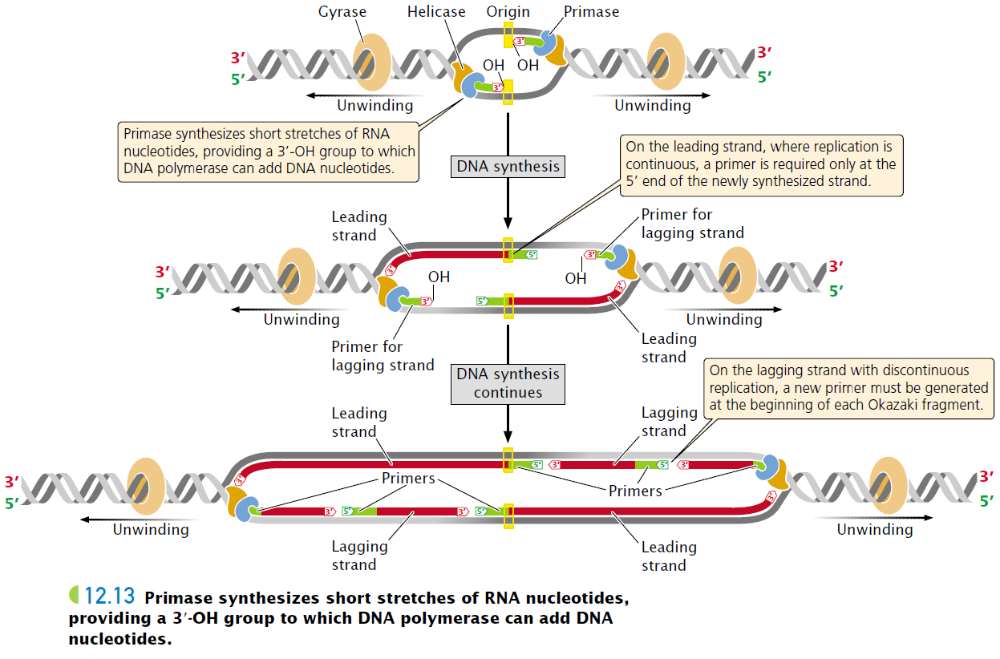 Gyrase
Helicase
Origin
Primase
3′
5′
3′
OH
OH
3′
3′
5′
Unwinding
Unwinding
Primase synthesizes short stretches of RNA
nucleotides, providing a 3′-OH group to which
DNA polymerase can add DNA nucleotides.
DNA synthesis
On the leading strand, where replication is
continuous, a primer is required only at the
5′ end of the newly synthesized strand.
Leading
strand
Primer for
lagging strand
3′
5′
3′
5′
3′
OH
OH
3′
5′
3′
3′
5′
Unwinding
Unwinding
Primer for
lagging strand
Leading
strand
DNA synthesis
continues
On the lagging strand with discontinuous
replication, a new primer must be generated
at the beginning of each Okazaki fragment.
Leading
strand
Lagging
strand
3′
5′
3′
5′
3′
5′
3′
Primers
Primers
3′
5′
3′
5′
3′
3′
5′
Unwinding
Unwinding
Lagging
strand
Leading
strand
12.13 Primase synthesizes short stretches of RNA nucleotides,
providing a 3′-OH group to which DNA polymerase can add DNA
nucleotides.